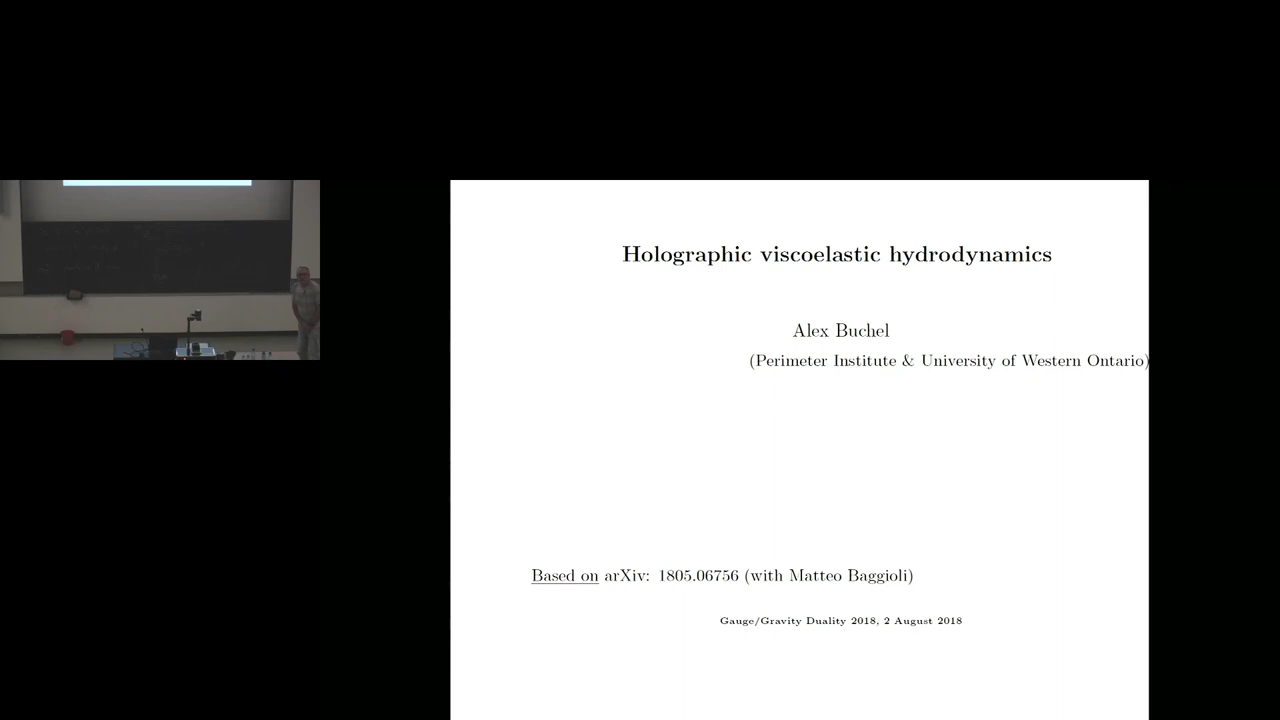 Holographic viscoelastic hydrodynamics
Alex Buchel
(Perimeter Institute & University of Western Ontario)
Based on arXiv: 1805.06756 (with Matteo Baggioli)
Gauge/Gravity Duality 2018, 2 August 2018